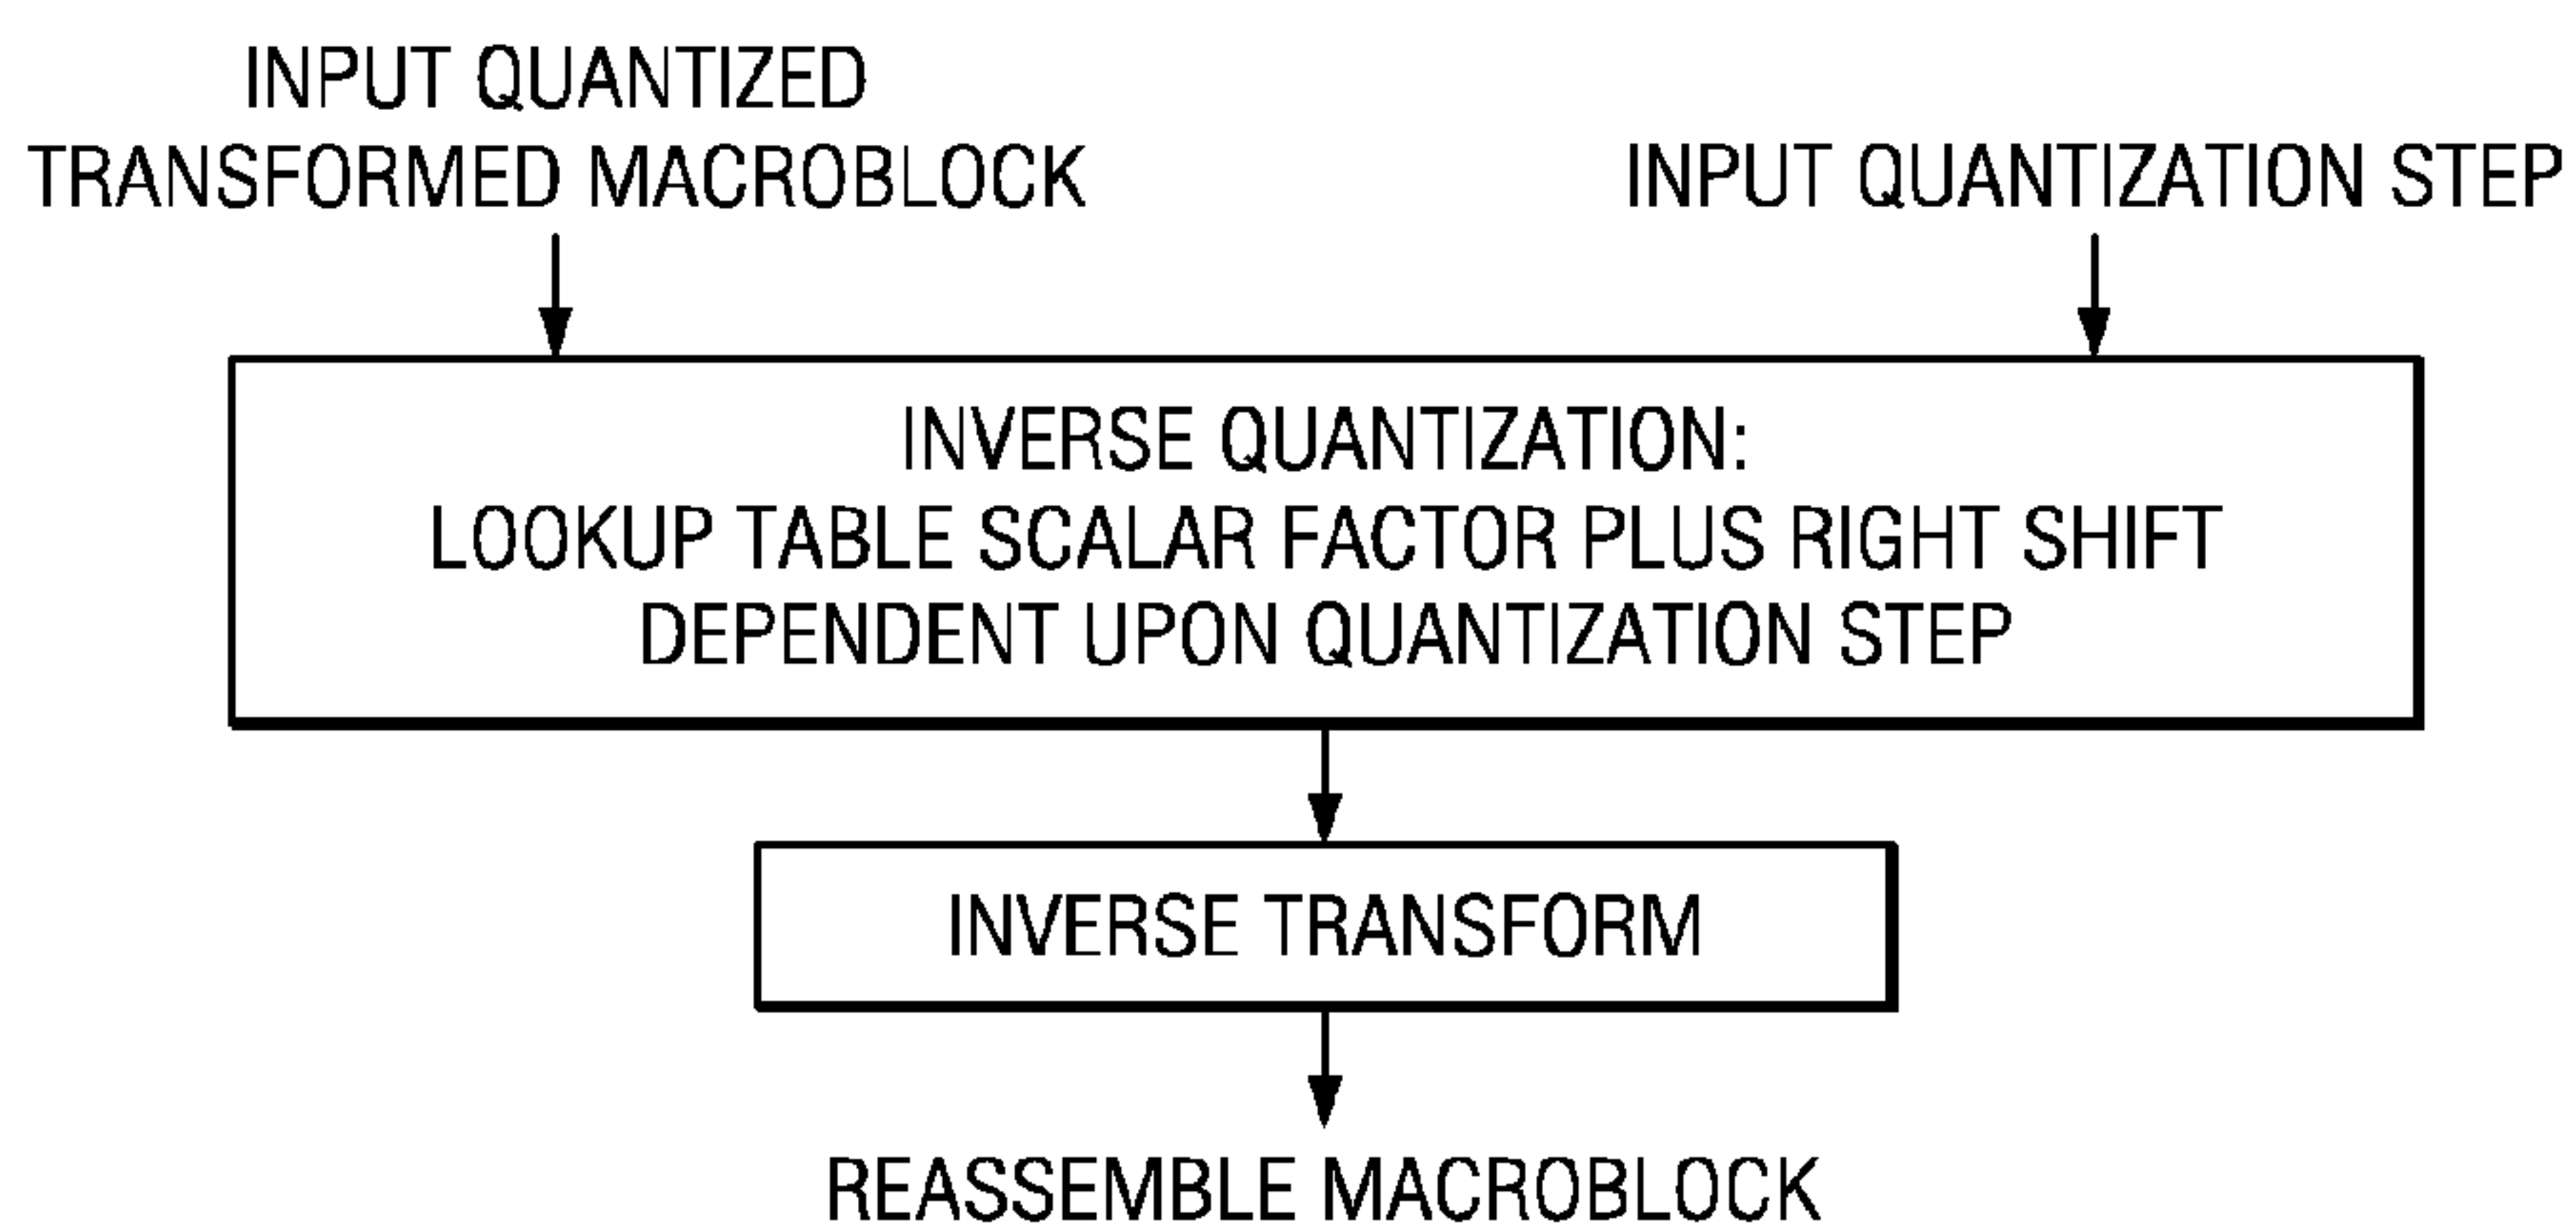 INPUT QUANTIZED
TRANSFORMED MACROBLOCK
INPUT QUANTIZATION STEP
INVERSE QUANTIZATION:
LOOKUP TABLE SCALAR FACTOR PLUS RIGHT SHIFT
DEPENDENT UPON QUANTIZATION STEP
INVERSE TRANSFORM
REASSEMBLE MACROBLOCK